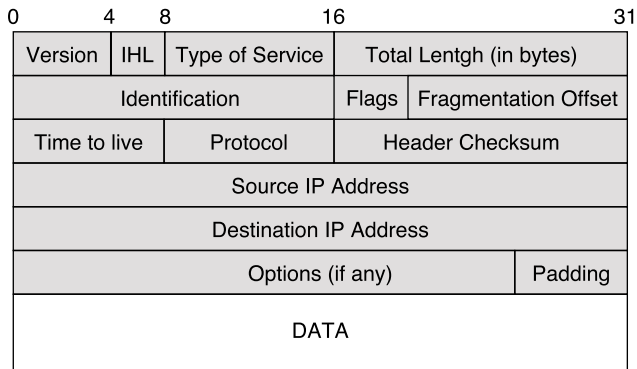 0 4 8 16 31
Version IHL Type of Service Total Lentgh (in bytes)
Identification Flags Fragmentation Offset
Time to live Protocol Header Checksum
Source IP Address
Destination IP Address
Options (if any) Padding
DATA